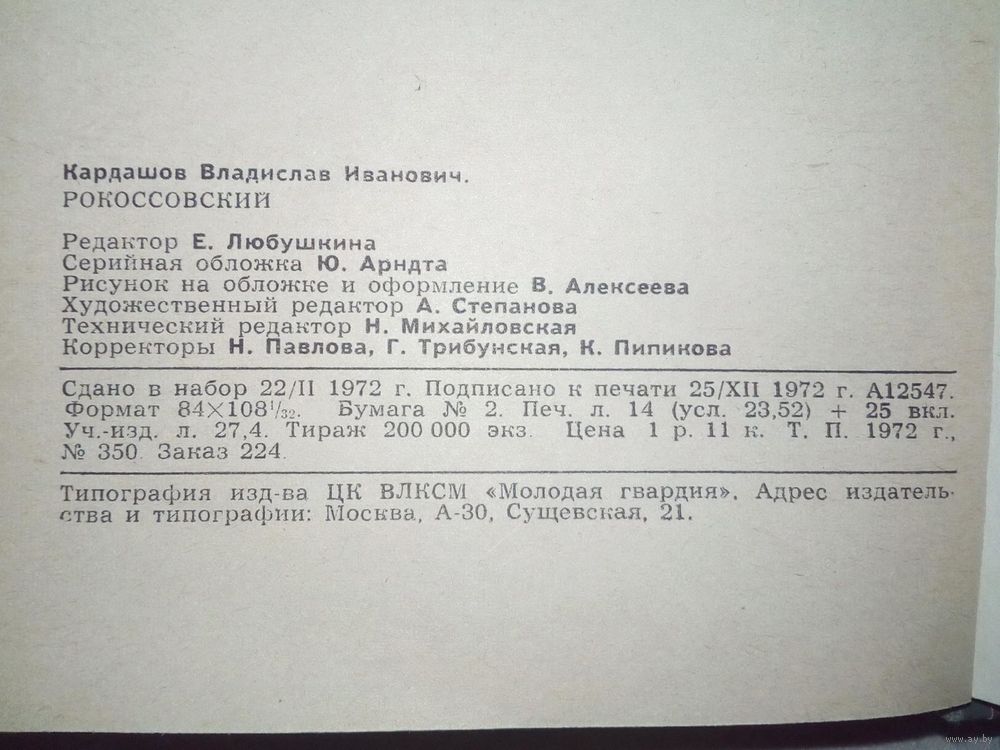 Кардашов Владислав Иванович.
РОКОССОВСКИЙ
Редактор Е. Любушкина
Серийная обложка Ю. Арндта
Рисунок на обложке и оформление В. Алексеева
Художественный редактор А. Степанова
Технический редактор Н. Михайловская
Корректоры Н. Павлова, Г. Трибунская, К. Пипикова
Сдано в набор 22/II 1972 г. Подписано к печати 25/XII 1972 г. А12547.
Формат 84×108¹/₃₂. Бумага № 2. Печ. л. 14 (усл. 23,52) + 25 вкл.
Уч.-изд. л. 27,4. Тираж 200 000 экз. Цена 1 р. 11 к. Т. П. 1972 г.,
№ 350. Заказ 224.
Типография изд-ва ЦК ВЛКСМ «Молодая гвардия». Адрес издатель-
ства и типографии: Москва, А-30, Сущевская, 21.
www.ay.by